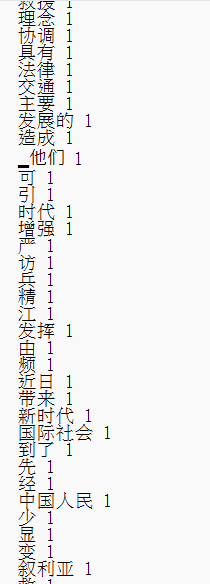 救援 1
理念 1
协调 1
具有 1
法律 1
交通 1
主要 1
发展的 1
造成 1
▁他们 1
可 1
引 1
时代 1
增强 1
严 1
访 1
兵 1
精 1
江 1
发挥 1
由 1
频 1
近日 1
带来 1
新时代 1
国际社会 1
到了 1
先 1
经 1
中国人民 1
少 1
显 1
变 1
叙利亚 1